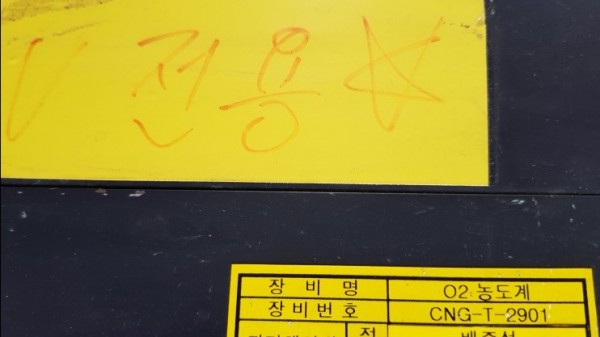 V 전용 ☆
장 비 명 O2 농도계
장비번호 CNG-T-2901